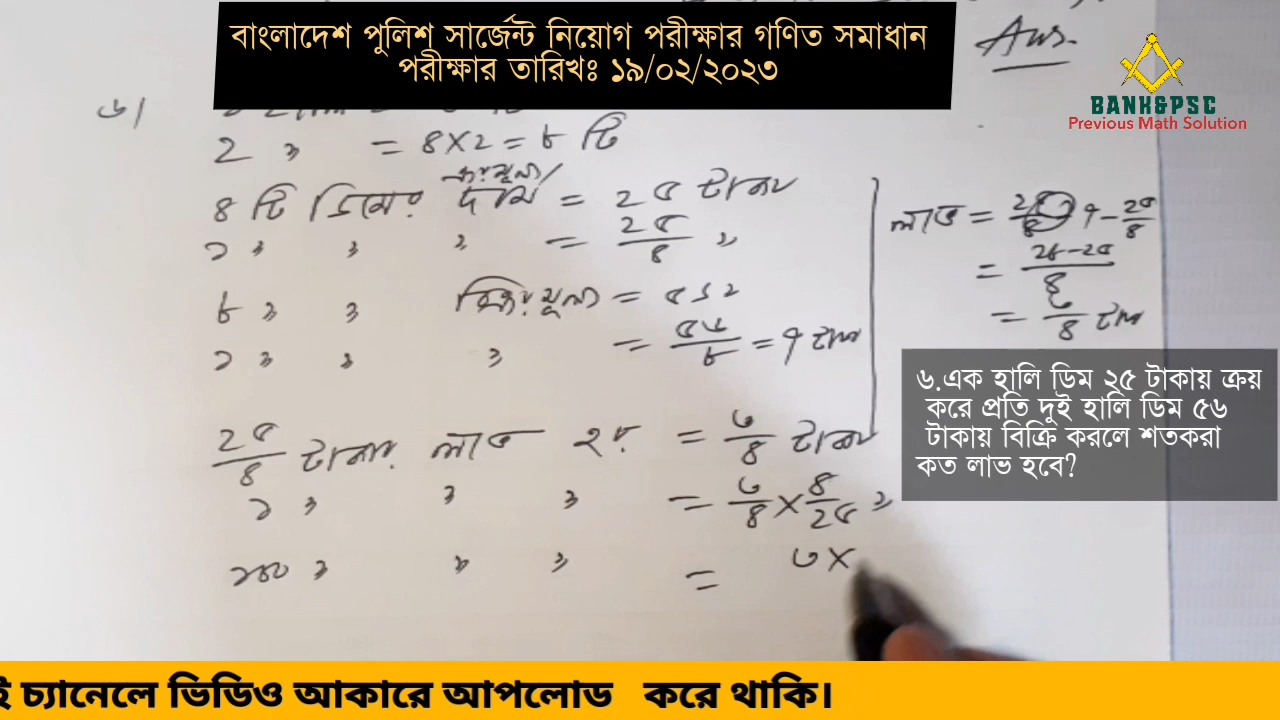 বাংলাদেশ পুলিশ সার্জেন্ট নিয়োগ পরীক্ষার গণিত সমাধান
পরীক্ষার তারিখঃ ১৯/০২/২০২৩
Ans.
BANK&PSC
Previous Math Solution
৬।
২ " = ৪×২ = ৮ টি
ক্রয়মূল্য/
৪ টি ডিমের দাম = ২৫ টাকা
১ " " " = ২৫/৪ "
৮ " " বিক্রয়মূল্য = ৫৬
১ " " " = ৫৬/৮ = ৭ টাকা
লাভ = ৭ - ২৫/৪
= ২৮-২৫/৪
= ৩/৪ টাকা
২৫/৪ টাকায় লাভ হয় = ৩/৪ টাকা
১ " " " = ৩/৪ × ৪/২৫ "
১০০ " " " = ৩×
৬.এক হালি ডিম ২৫ টাকায় ক্রয়
করে প্রতি দুই হালি ডিম ৫৬
টাকায় বিক্রি করলে শতকরা
কত লাভ হবে?
ই চ্যানেলে ভিডিও আকারে আপলোড করে থাকি।